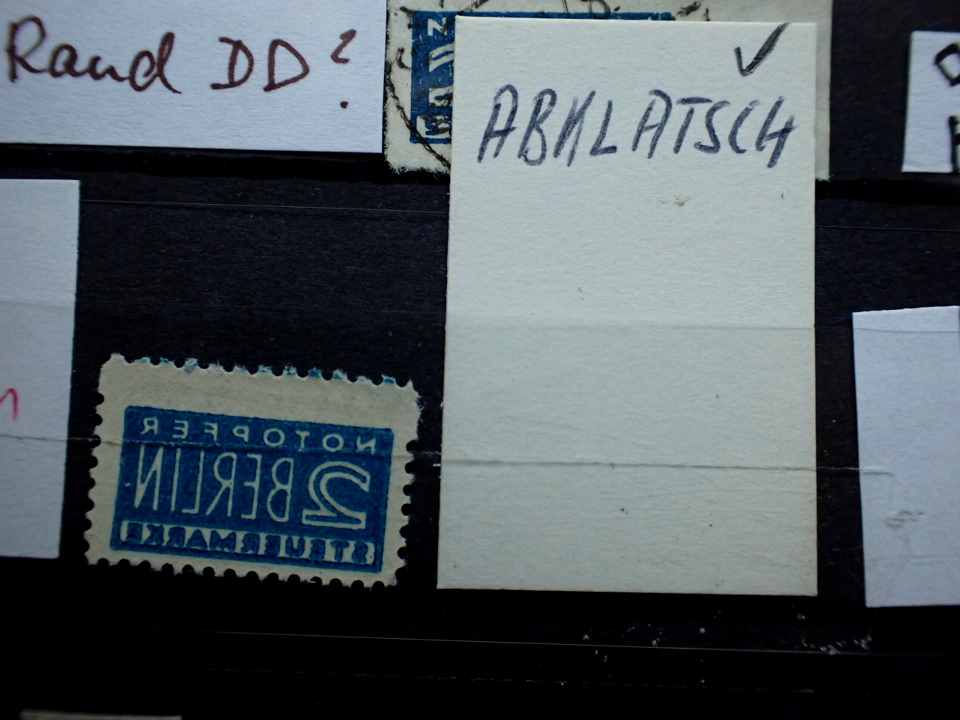 Rand DD?
ABKLATSCH
NOTOPFER
2 BERLIN
STEUERMARKE